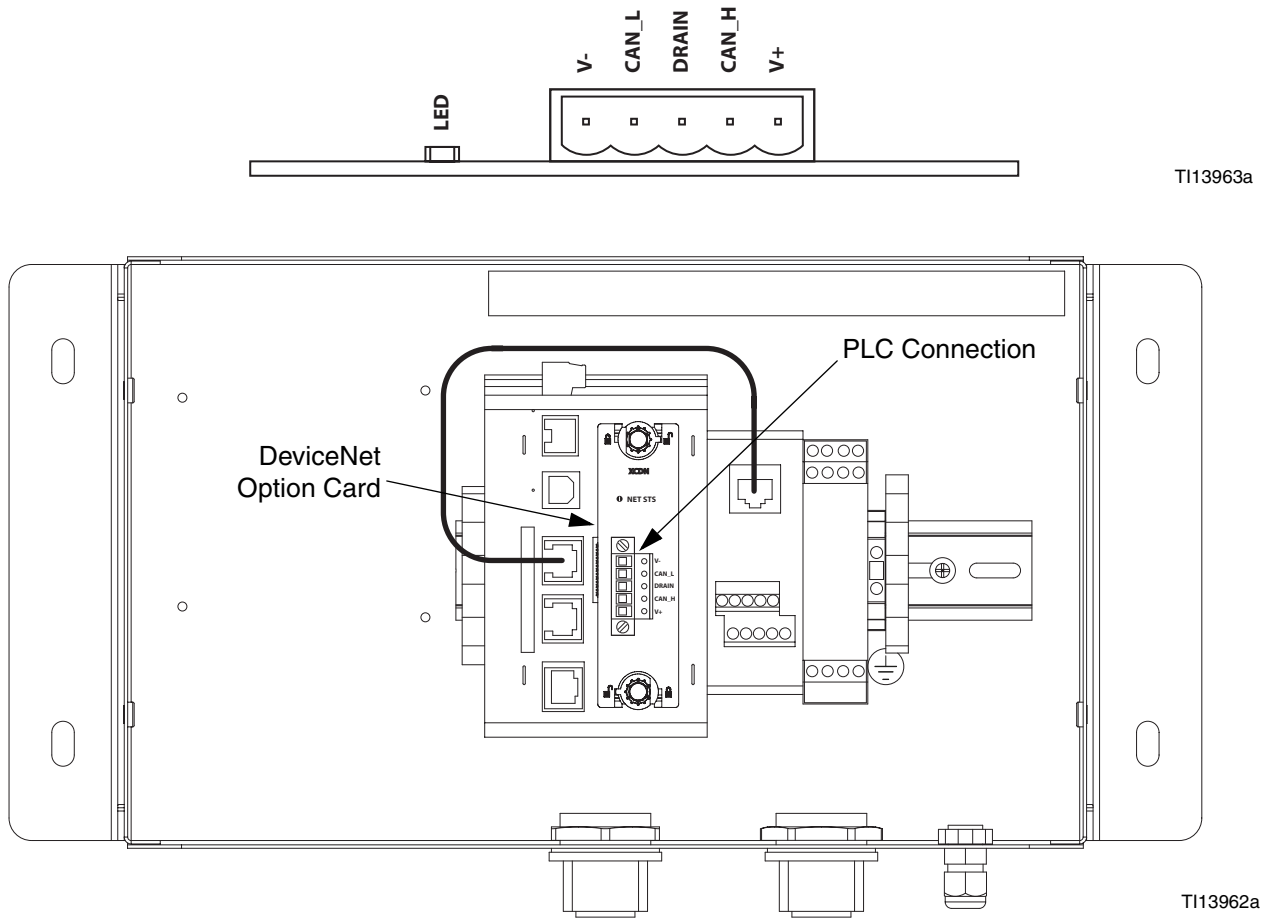 V-
CAN_L
DRAIN
CAN_H
V+
LED
TI13963a
PLC Connection
DeviceNet
Option Card
XCDN
NET STS
V-
CAN_L
DRAIN
CAN_H
V+
TI13962a